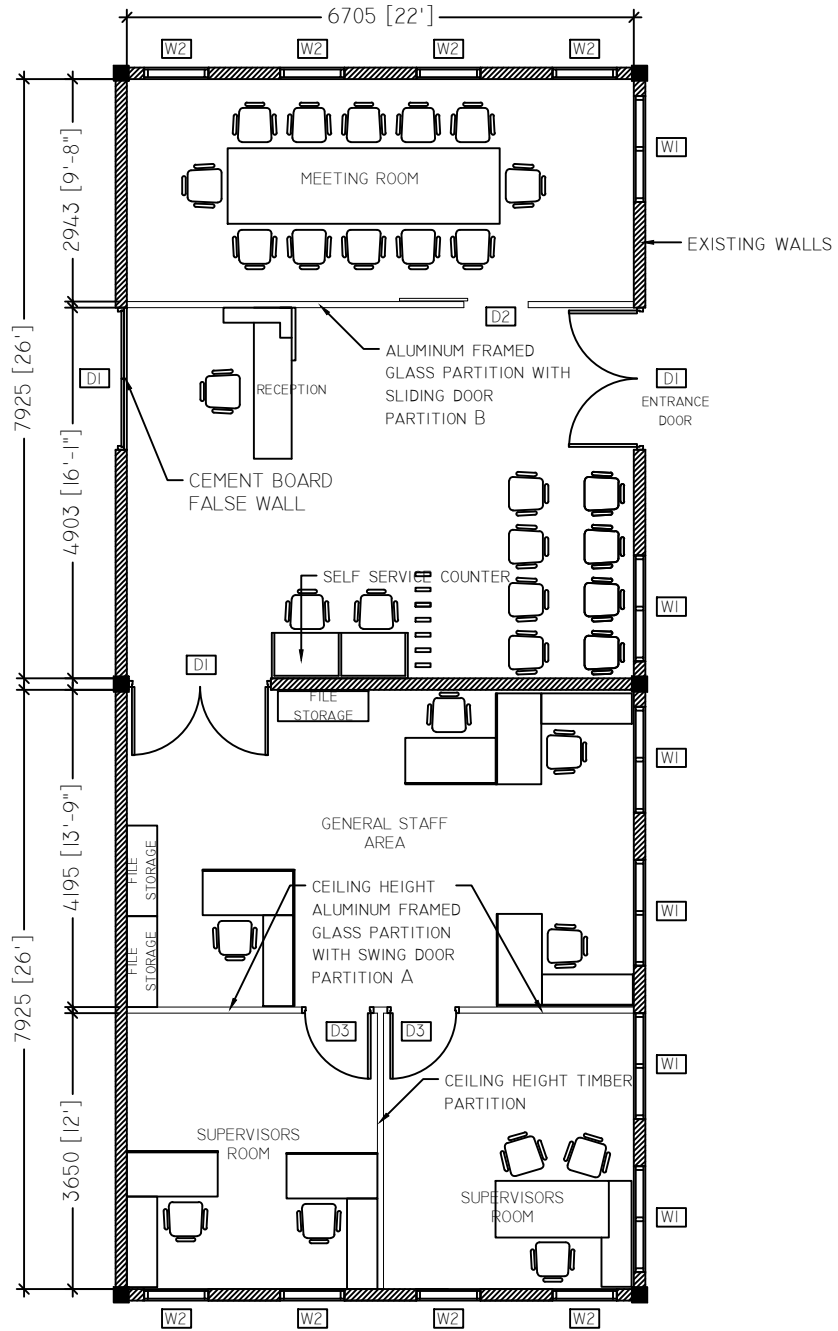 6705 [22']
W2
W2
W2
W2
2943 [9'-8"]
MEETING ROOM
W1
EXISTING WALLS
7925 [26']
D2
ALUMINUM FRAMED
GLASS PARTITION WITH
SLIDING DOOR
PARTITION B
D1
RECEPTION
D1
ENTRANCE
DOOR
4903 [16'-1"]
CEMENT BOARD
FALSE WALL
SELF SERVICE COUNTER
W1
D1
FILE
STORAGE
W1
4195 [13'-9"]
GENERAL STAFF
AREA
FILE
STORAGE
CEILING HEIGHT
ALUMINUM FRAMED
GLASS PARTITION
WITH SWING DOOR
PARTITION A
W1
FILE
STORAGE
7925 [26']
D3
D3
W1
CEILING HEIGHT TIMBER
PARTITION
3650 [12']
SUPERVISORS
ROOM
SUPERVISORS
ROOM
W1
W2
W2
W2
W2